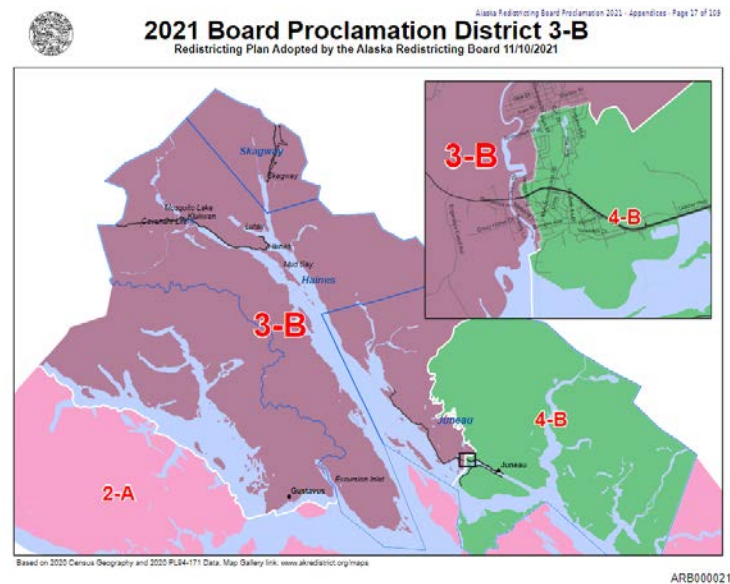 Alaska Redistricting Board Proclamation 2021 - Appendices - Page 17 of 109
2021 Board Proclamation District 3-B
Redistricting Plan Adopted by the Alaska Redistricting Board 11/10/2021
3-B
4-B
Skagway
Skagway
Mosquito Lake
Klukwan
Covenant Life
Lutak
Haines
Mud Bay
Haines
3-B
Juneau
4-B
Juneau
2-A
Gustavus
Excursion Inlet
Based on 2020 Census Geography and 2020 PL94-171 Data. Map Gallery link: www.akredistrict.org/maps
ARB000021